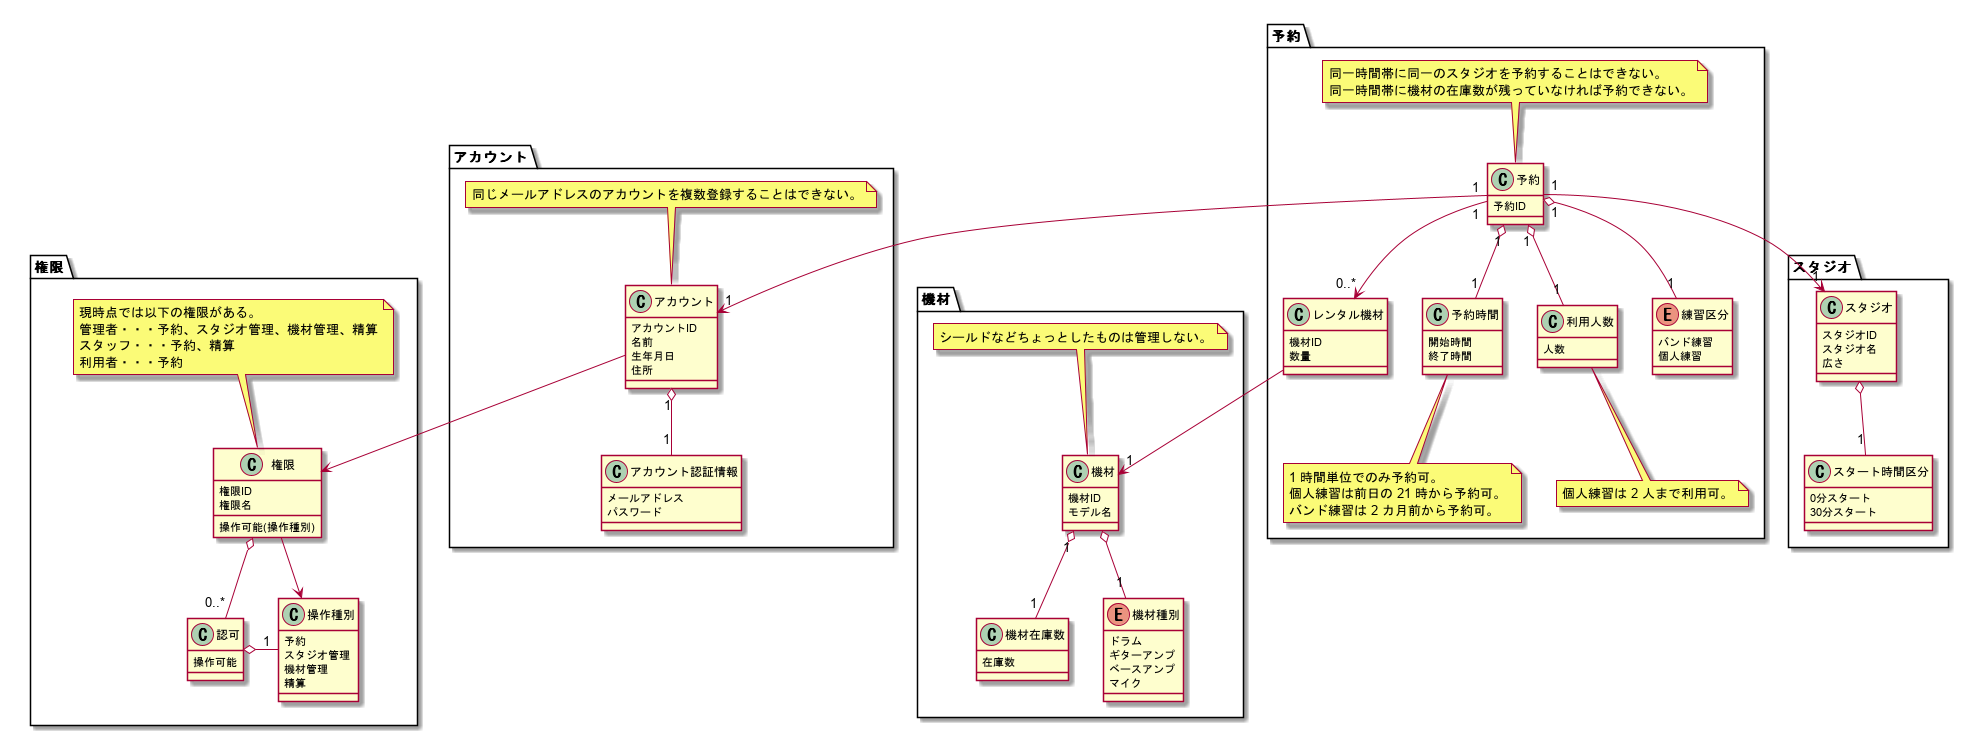 権限
現時点では以下の権限がある。
管理者・・・予約、スタジオ管理、機材管理、精算
スタッフ・・・予約、精算
利用者・・・予約
C 権限
権限ID
権限名
操作可能(操作種別)
0..*
C 認可
操作可能
1
C 操作種別
予約
スタジオ管理
機材管理
精算
アカウント
同じメールアドレスのアカウントを複数登録することはできない。
C アカウント
アカウントID
名前
生年月日
住所
1
1
1
C アカウント認証情報
メールアドレス
パスワード
機材
シールドなどちょっとしたものは管理しない。
1
C 機材
機材ID
モデル名
1
1
1
C 機材在庫数
在庫数
E 機材種別
ドラム
ギターアンプ
ベースアンプ
マイク
予約
同一時間帯に同一のスタジオを予約することはできない。
同一時間帯に機材の在庫数が残っていなければ予約できない。
C 予約
予約ID
1
1
1
1
1
1
0..*
1
1
1
C レンタル機材
機材ID
数量
C 予約時間
開始時間
終了時間
C 利用人数
人数
E 練習区分
バンド練習
個人練習
1 時間単位でのみ予約可。
個人練習は前日の 21 時から予約可。
バンド練習は 2 カ月前から予約可。
個人練習は 2 人まで利用可。
スタジオ
1
C スタジオ
スタジオID
スタジオ名
広さ
1
C スタート時間区分
0分スタート
30分スタート